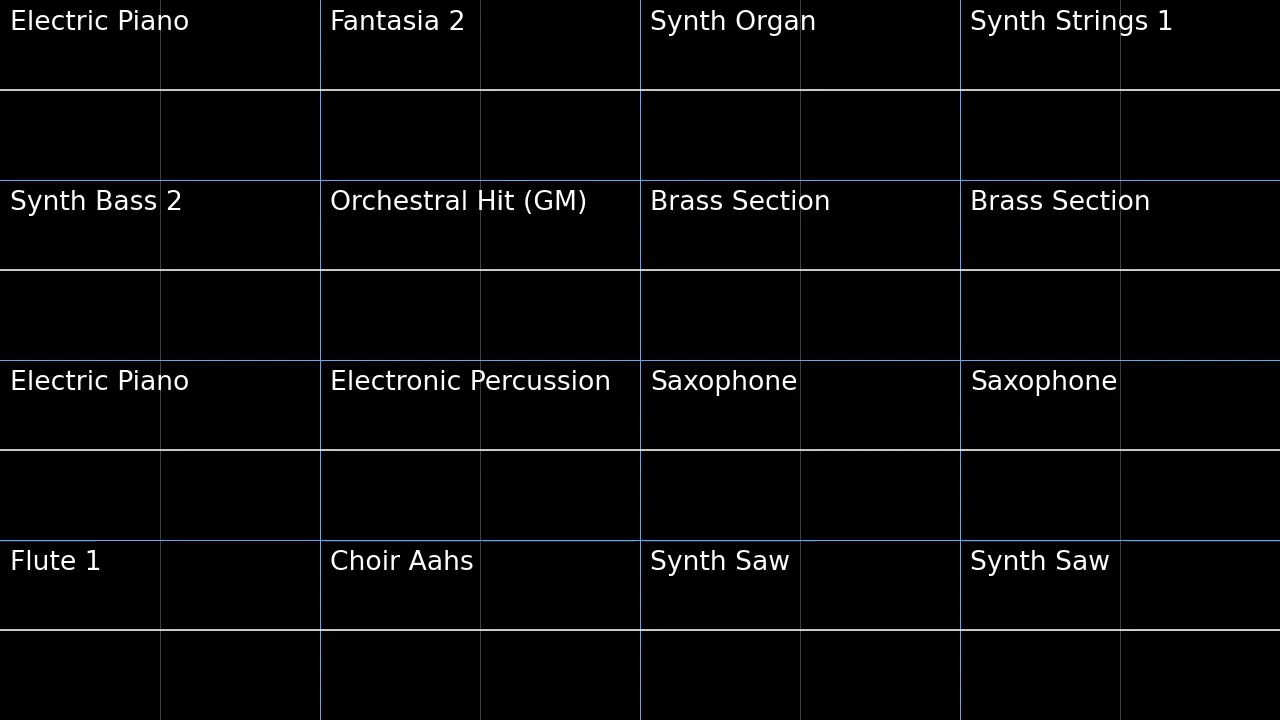 Electric Piano
Fantasia 2
Synth Organ
Synth Strings 1
Synth Bass 2
Orchestral Hit (GM)
Brass Section
Brass Section
Electric Piano
Electronic Percussion
Saxophone
Saxophone
Flute 1
Choir Aahs
Synth Saw
Synth Saw